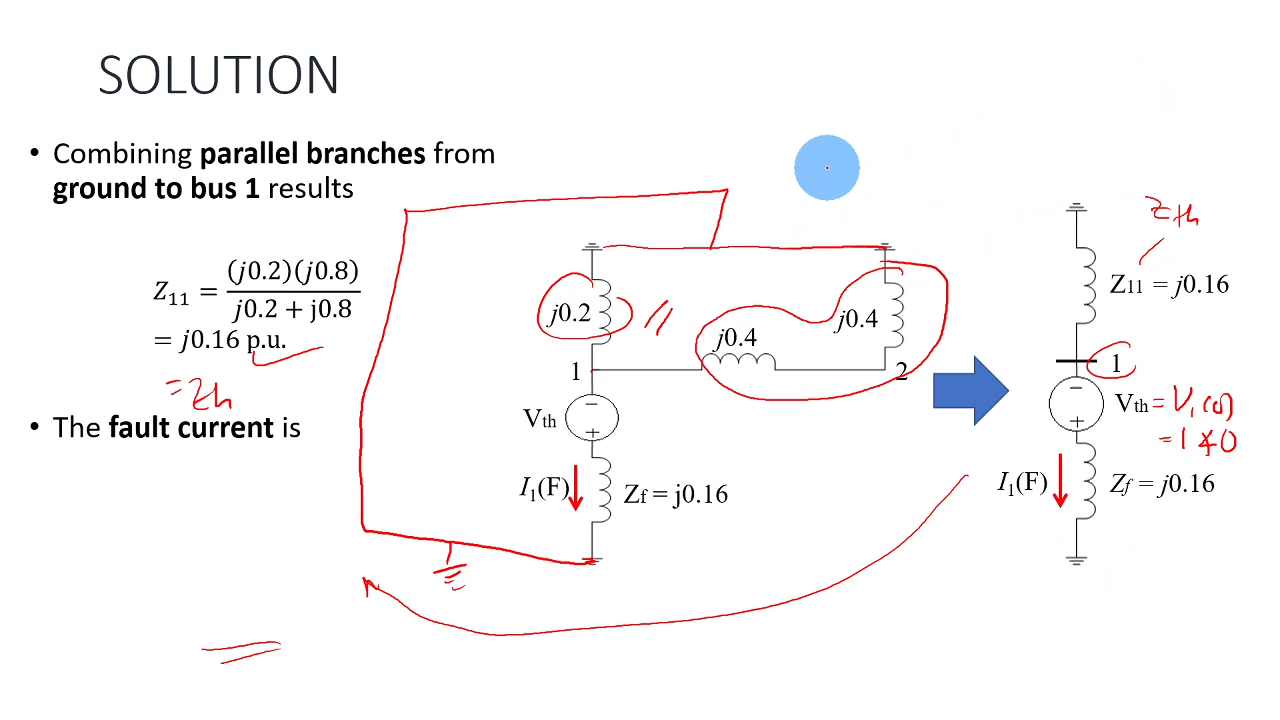 SOLUTION
• Combining parallel branches from
ground to bus 1 results
Z₁₁ = (j0.2)(j0.8) / j0.2 + j0.8
= j0.16 p.u.
= Zh
• The fault current is
j0.2
//
j0.4
j0.4
1
2
Vth
−
+
I₁(F)
Zf = j0.16
Zth
Z11 = j0.16
1
−
+
Vth = V₁(0)
= 1∡0
I₁(F)
Zf = j0.16